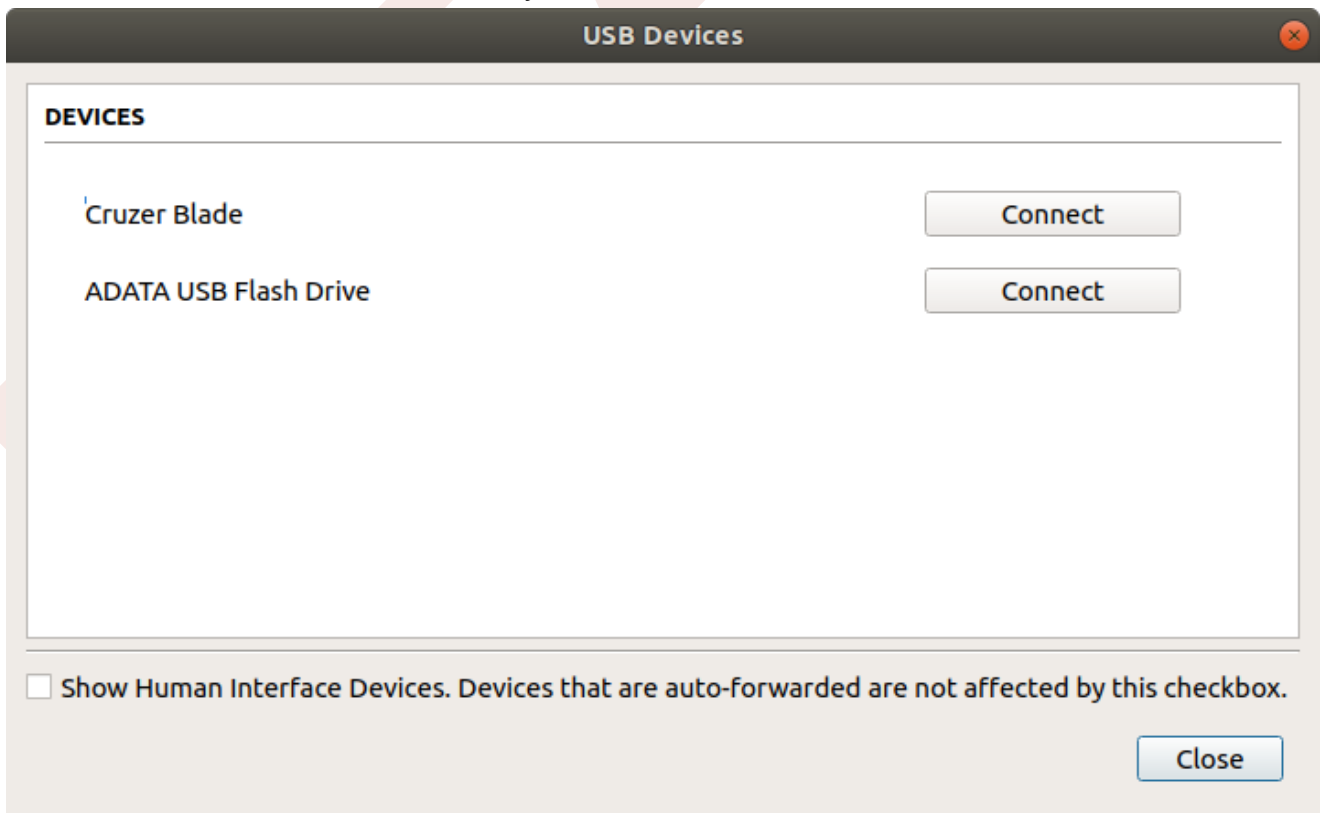 USB Devices
DEVICES
Cruzer Blade Connect
ADATA USB Flash Drive Connect
Show Human Interface Devices. Devices that are auto-forwarded are not affected by this checkbox.
Close